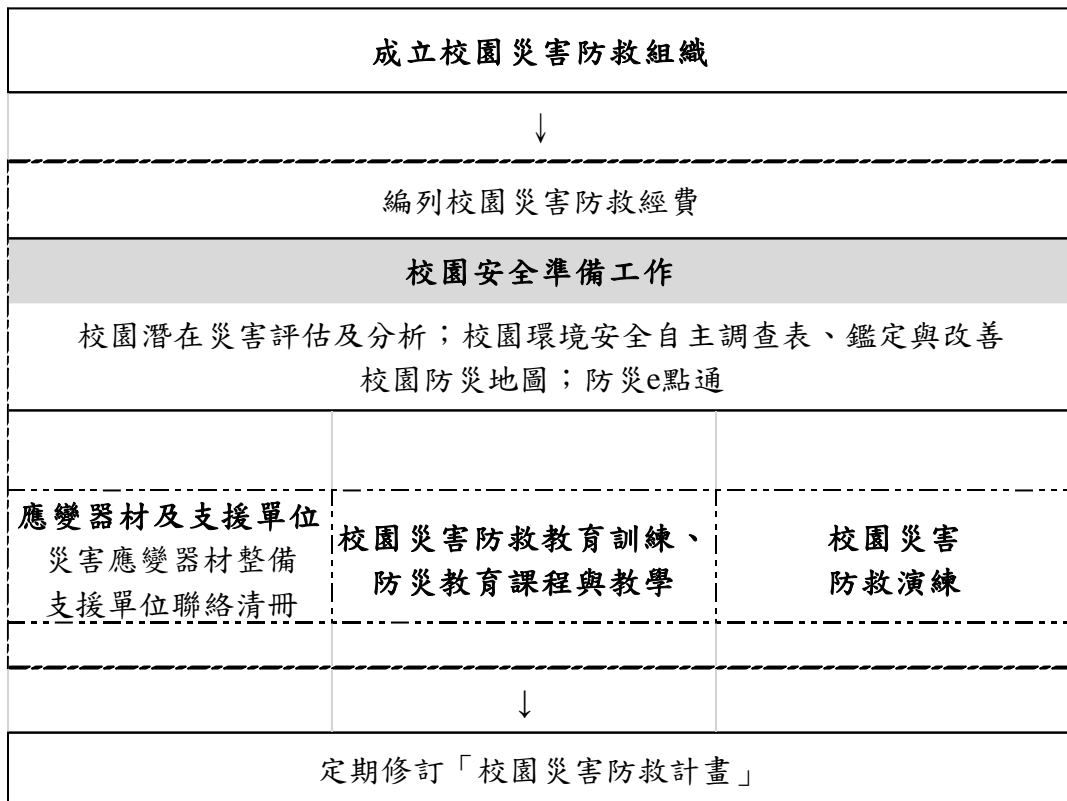 成立校園災害防救組織
↓
編列校園災害防救經費
校園安全準備工作
校園潛在災害評估及分析；校園環境安全自主調查表、鑑定與改善
校園防災地圖；防災e點通
應變器材及支援單位
災害應變器材整備
支援單位聯絡清冊
校園災害防救教育訓練、
防災教育課程與教學
校園災害
防救演練
↓
定期修訂「校園災害防救計畫」